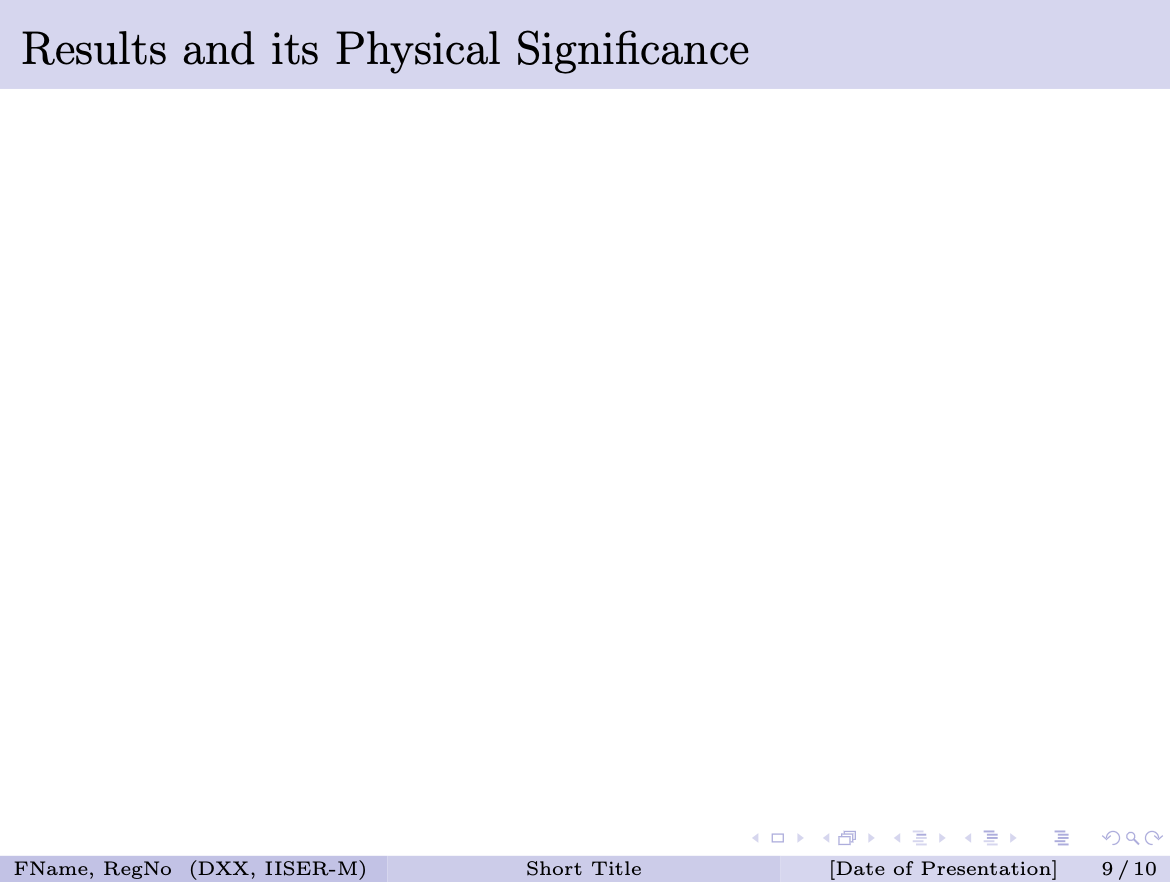 Results and its Physical Significance
FName, RegNo (DXX, IISER-M) Short Title [Date of Presentation] 9 / 10